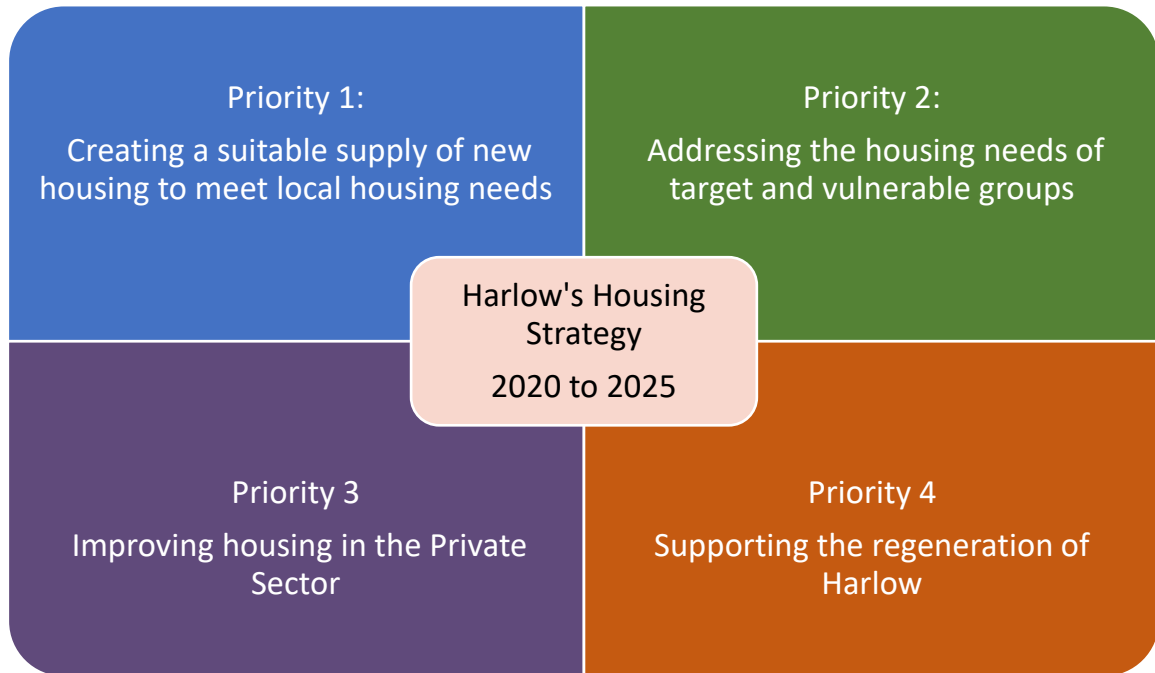 Priority 1:
Creating a suitable supply of new
housing to meet local housing needs
Priority 2:
Addressing the housing needs of
target and vulnerable groups
Harlow's Housing
Strategy
2020 to 2025
Priority 3
Improving housing in the Private
Sector
Priority 4
Supporting the regeneration of
Harlow